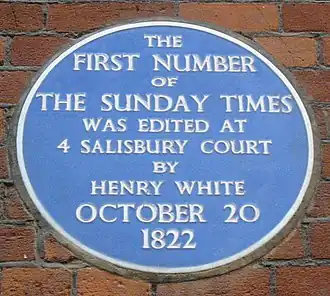 THE
FIRST NUMBER
OF
THE SUNDAY TIMES
WAS EDITED AT
4 SALISBURY COURT
BY
HENRY WHITE
OCTOBER 20
1822